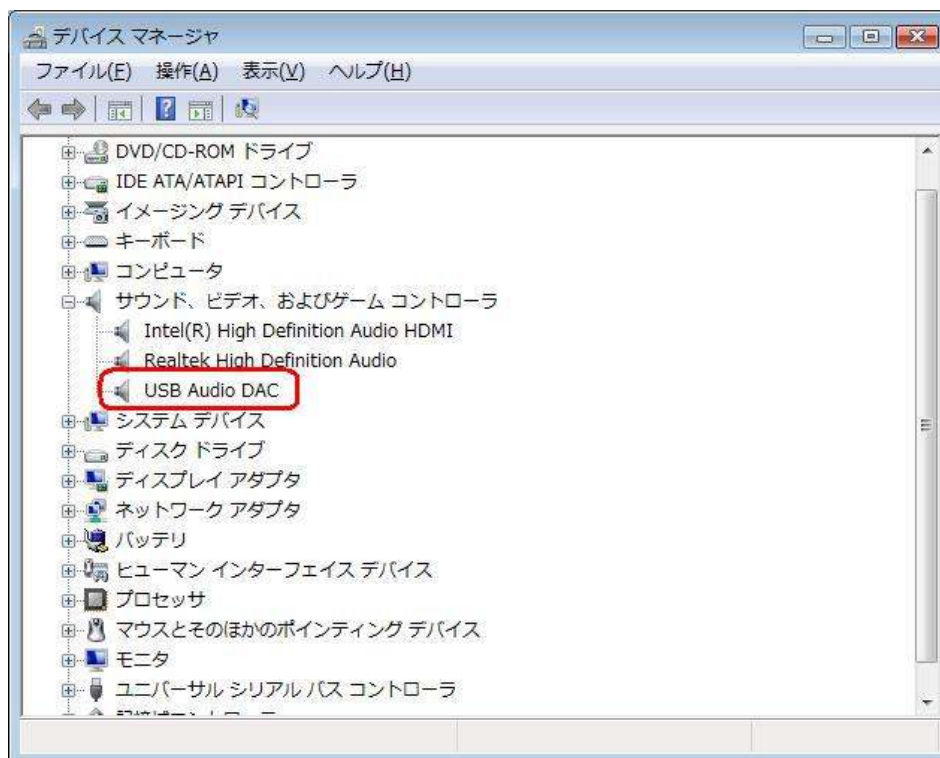 デバイス マネージャ
ファイル(F) 操作(A) 表示(V) ヘルプ(H)
DVD/CD-ROM ドライブ
IDE ATA/ATAPI コントローラ
イメージング デバイス
キーボード
コンピュータ
サウンド、ビデオ、およびゲーム コントローラ
Intel(R) High Definition Audio HDMI
Realtek High Definition Audio
USB Audio DAC
システム デバイス
ディスク ドライブ
ディスプレイ アダプタ
ネットワーク アダプタ
バッテリ
ヒューマン インターフェイス デバイス
プロセッサ
マウスとそのほかのポインティング デバイス
モニタ
ユニバーサル シリアル バス コントローラ